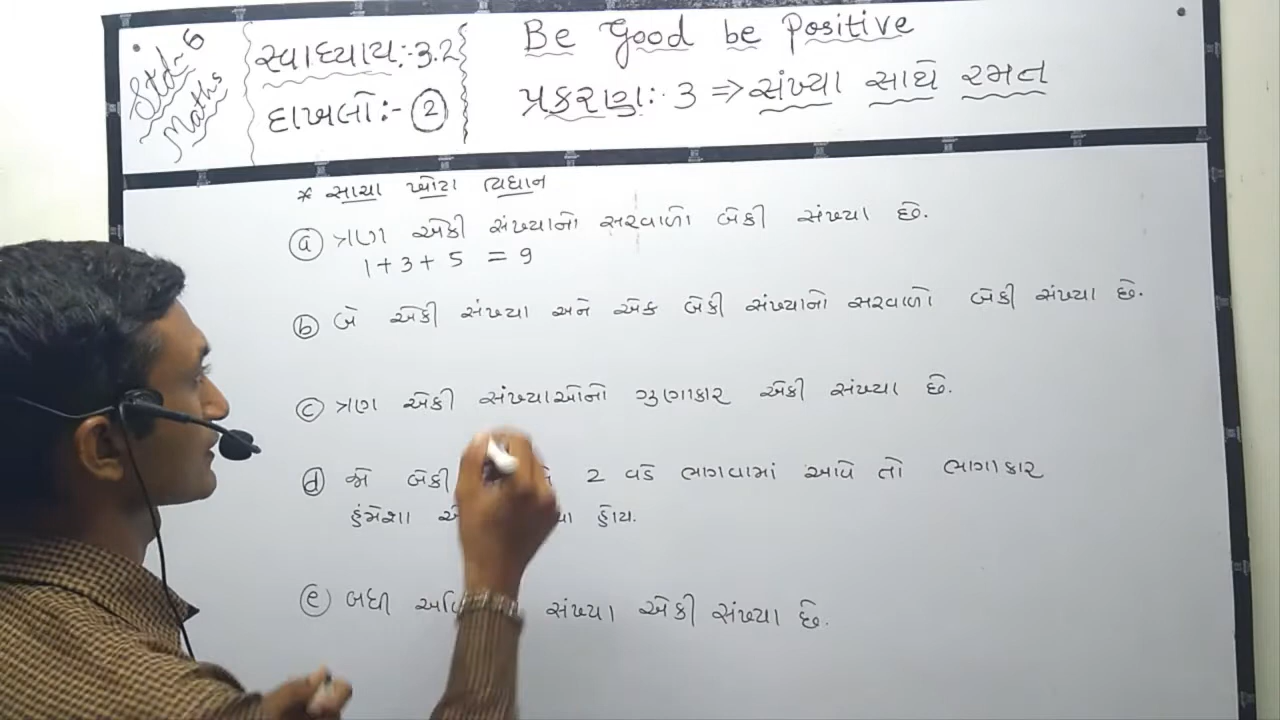 Std-6
Maths
સ્વાધ્યાય:-3.2
દાખલો:- 2
Be Good be Positive
પ્રકરણ: 3 ⇒ સંખ્યા સાથે રમત
* સાચા ખોટા વિધાન
(a) ત્રણ એકી સંખ્યાનો સરવાળો બેકી સંખ્યા છે.
1 + 3 + 5 = 9
(b) બે એકી સંખ્યા અને એક બેકી સંખ્યાનો સરવાળો બેકી સંખ્યા છે.
(c) ત્રણ એકી સંખ્યાઓનો ગુણાકાર એકી સંખ્યા છે.
(d) જો બેકી 2 વડે ભાગવામાં આવે તો ભાગાકાર
હંમેશા હોય.
(e) બધી સંખ્યા એકી સંખ્યા છે.